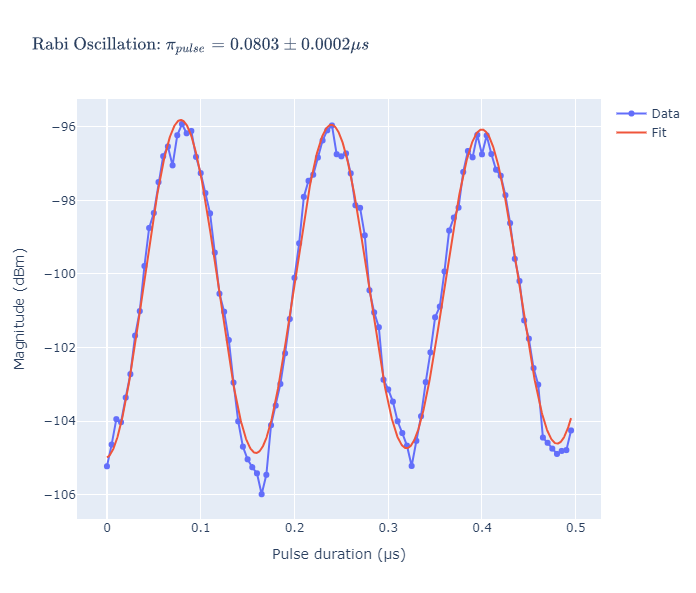 Rabi Oscillation: π_pulse = 0.0803 ± 0.0002μs
Data
Fit
−96
−98
−100
−102
−104
−106
Magnitude (dBm)
0 0.1 0.2 0.3 0.4 0.5
Pulse duration (μs)